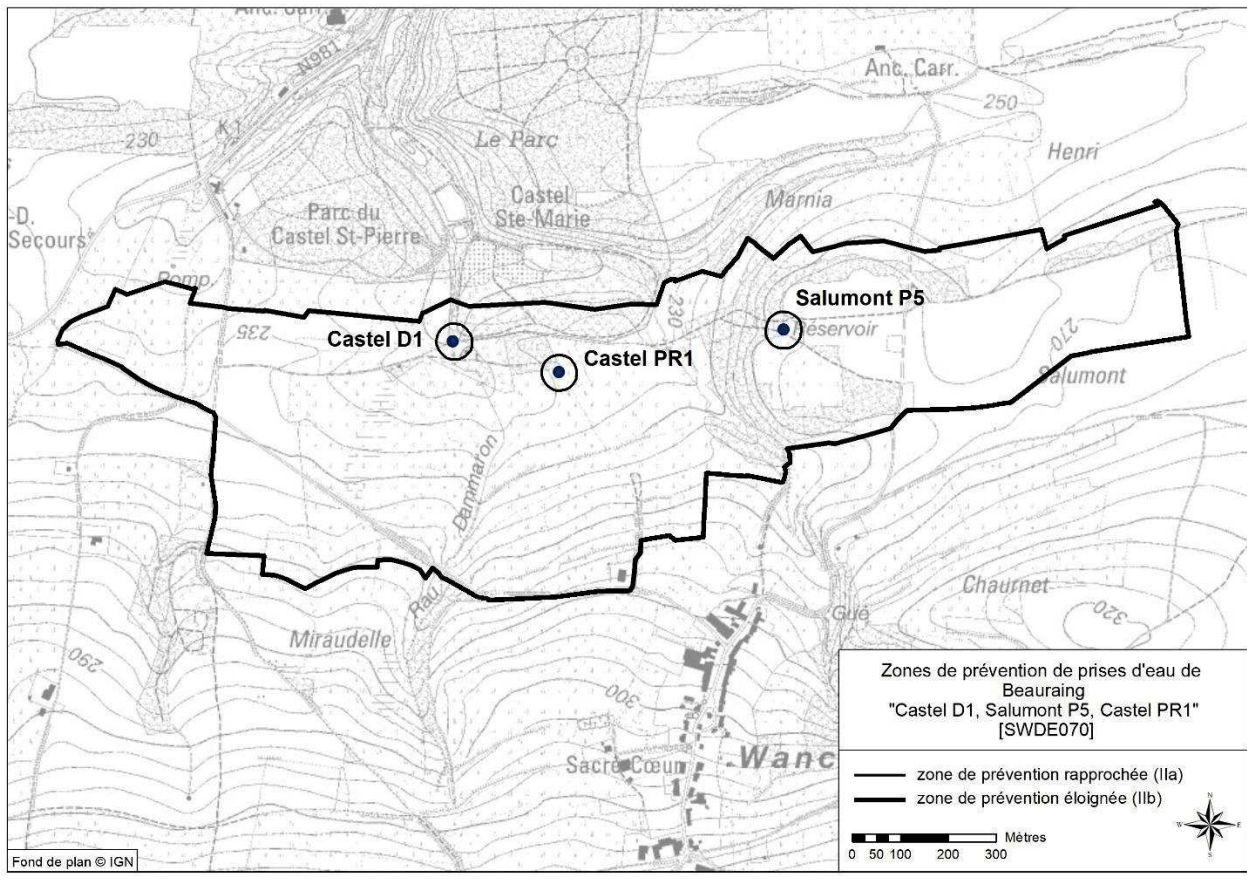 Anc. Carr.
N981
Anc. Carr.
250
230
K.1
Le Parc
Henri
Castel
Ste-Marie
Marnia
Parc du
Castel St-Pierre
-D.
Secours
Pomp.
235
230
Salumont P5
Réservoir
Castel D1
Castel PR1
270
Salumont
Dammaron
Rau
Chaurnet
320
Gué
Miraudelle
290
300
Sacré-Cœur
Wanc
Zones de prévention de prises d'eau de
Beauraing
"Castel D1, Salumont P5, Castel PR1"
[SWDE070]
zone de prévention rapprochée (IIa)
zone de prévention éloignée (IIb)
N
W E
S
Mètres
0 50 100 200 300
Fond de plan © IGN